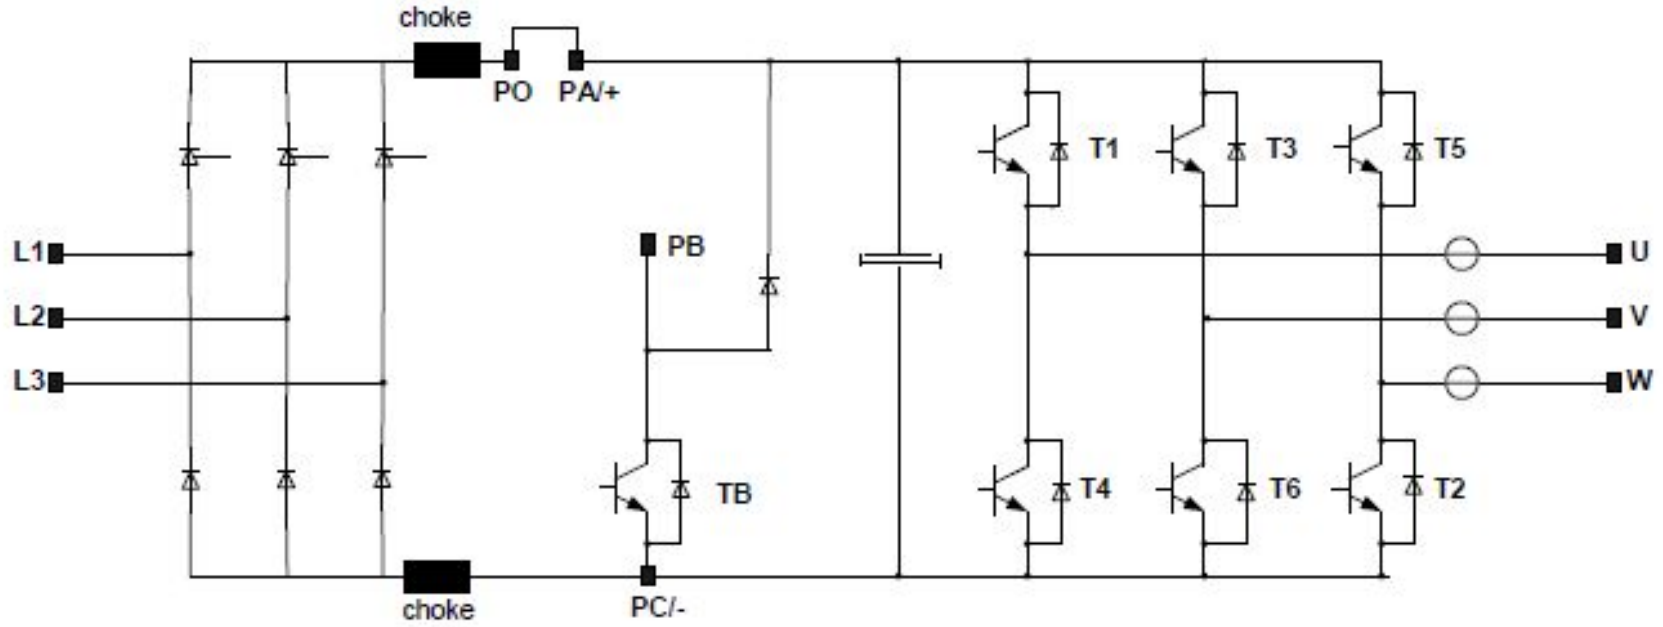 choke
PO PA/+
T1 T3 T5
L1 PB U
L2 V
L3 W
TB T4 T6 T2
choke PC/-